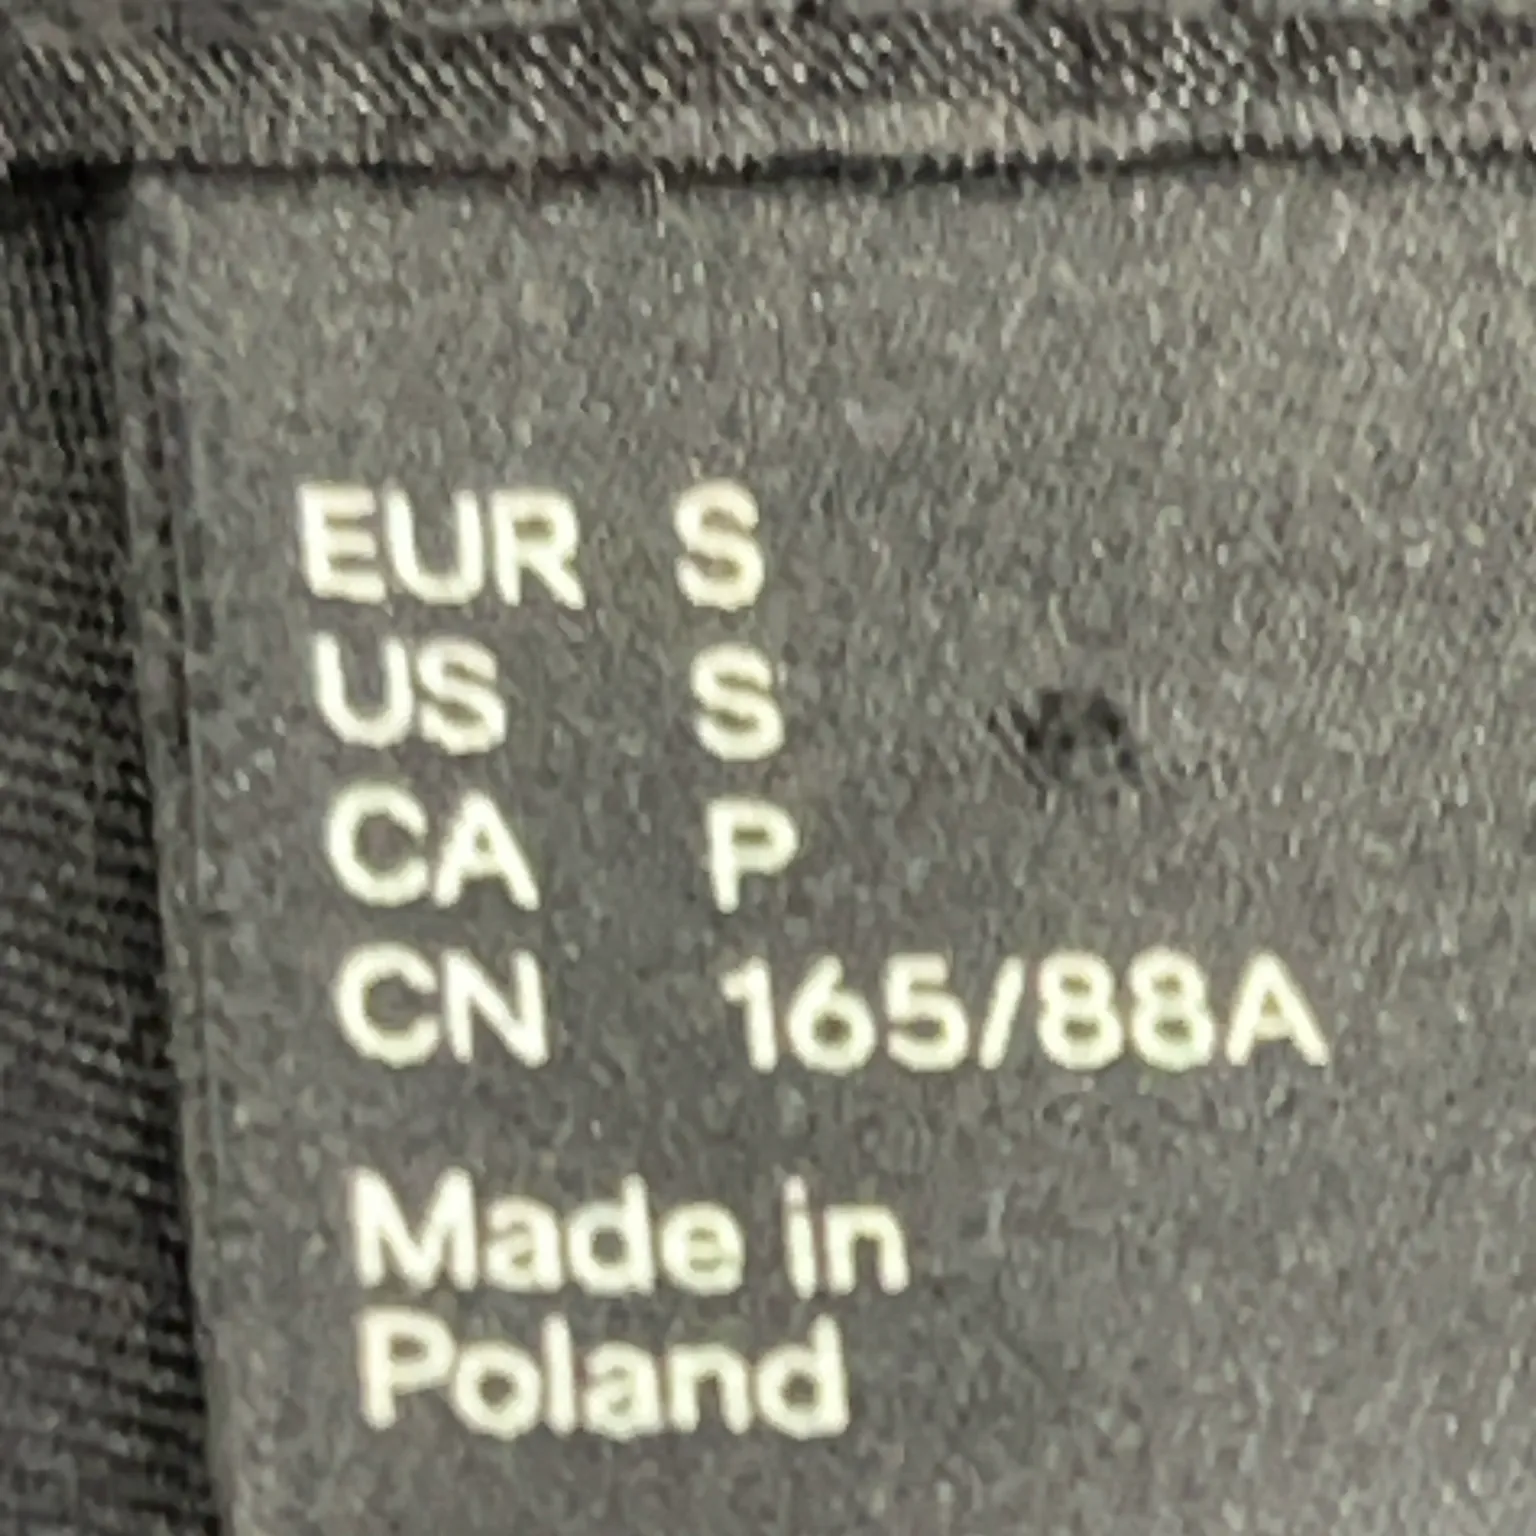 EUR S
US S
CA P
CN 165/88A
Made in
Poland